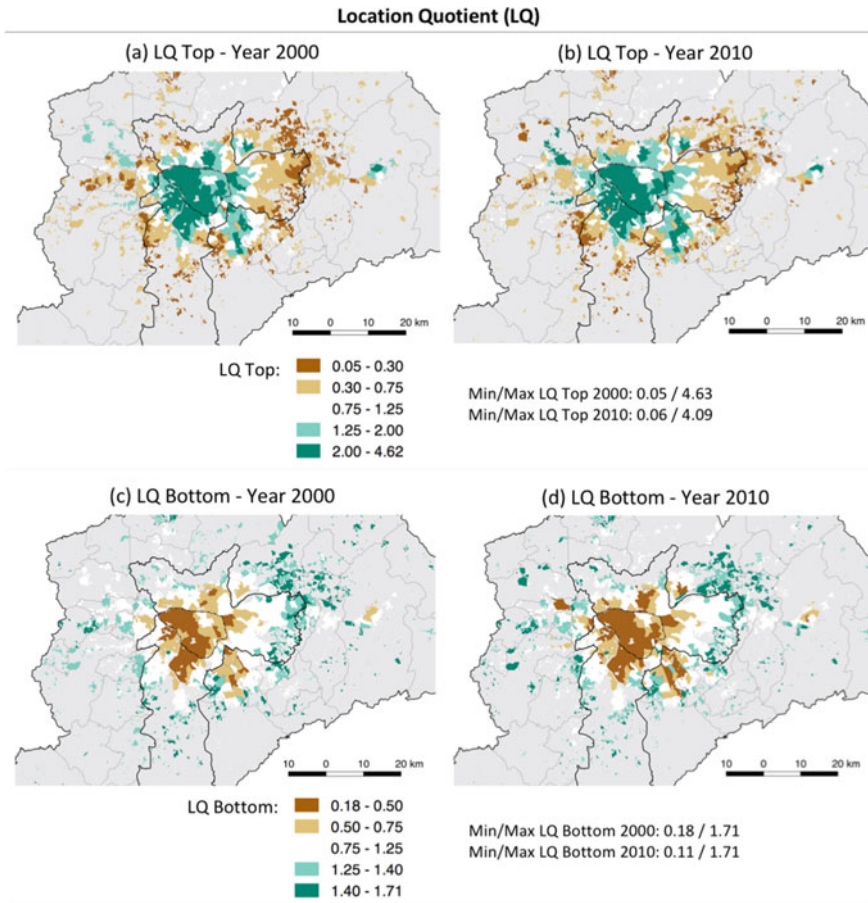 Location Quotient (LQ)
(a) LQ Top - Year 2000
(b) LQ Top - Year 2010
10 0 10 20 km
10 0 10 20 km
LQ Top:
0.05 - 0.30
0.30 - 0.75
0.75 - 1.25
1.25 - 2.00
2.00 - 4.62
Min/Max LQ Top 2000: 0.05 / 4.63
Min/Max LQ Top 2010: 0.06 / 4.09
(c) LQ Bottom - Year 2000
(d) LQ Bottom - Year 2010
10 0 10 20 km
10 0 10 20 km
LQ Bottom:
0.18 - 0.50
0.50 - 0.75
0.75 - 1.25
1.25 - 1.40
1.40 - 1.71
Min/Max LQ Bottom 2000: 0.18 / 1.71
Min/Max LQ Bottom 2010: 0.11 / 1.71